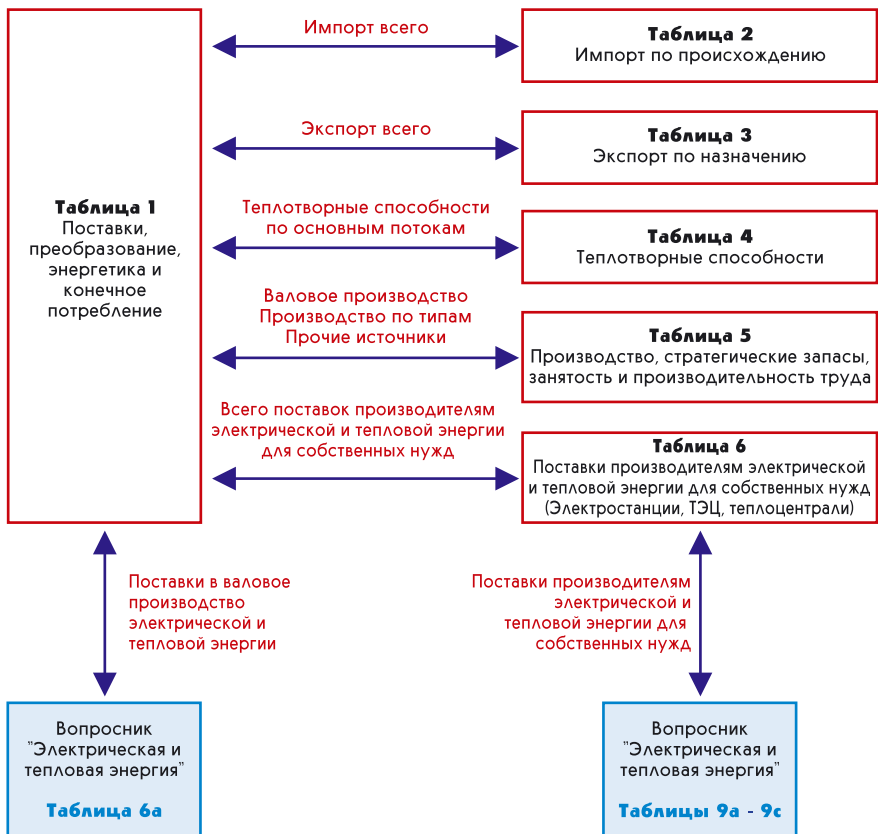 Таблица 1
Поставки,
преобразование,
энергетика и
конечное
потребление
Импорт всего
Таблица 2
Импорт по происхождению
Экспорт всего
Таблица 3
Экспорт по назначению
Теплотворные способности
по основным потокам
Таблица 4
Теплотворные способности
Валовое производство
Производство по типам
Прочие источники
Таблица 5
Производство, стратегические запасы,
занятость и производительность труда
Всего поставок производителям
электрической и тепловой энергии
для собственных нужд
Таблица 6
Поставки производителям электрической
и тепловой энергии для собственных нужд
(Электростанции, ТЭЦ, теплоцентрали)
Поставки в валовое
производство
электрической и
тепловой энергии
Поставки производителям
электрической и
тепловой энергии для
собственных нужд
Вопросник
"Электрическая и
тепловая энергия"
Таблица 6а
Вопросник
"Электрическая и
тепловая энергия"
Таблицы 9а - 9с